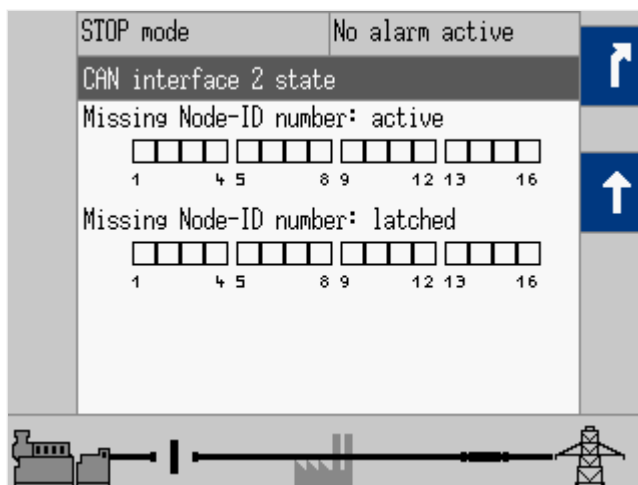 STOP mode No alarm active
CAN interface 2 state
Missing Node-ID number: active
1 4 5 8 9 12 13 16
Missing Node-ID number: latched
1 4 5 8 9 12 13 16